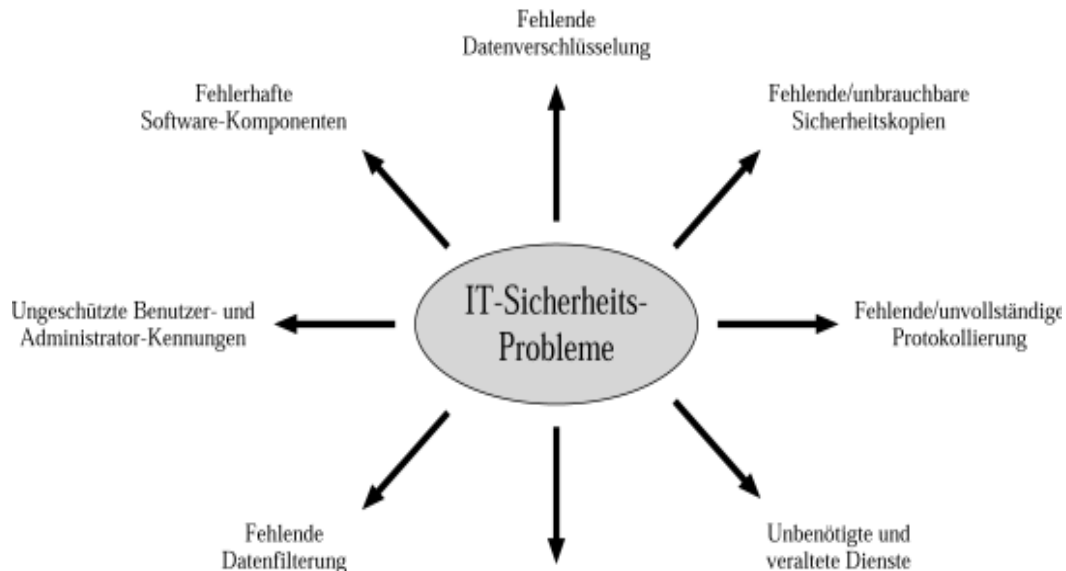 Fehlende
Datenverschlüsselung
Fehlerhafte
Software-Komponenten
Fehlende/unbrauchbare
Sicherheitskopien
IT-Sicherheits-
Probleme
Ungeschützte Benutzer- und
Administrator-Kennungen
Fehlende/unvollständige
Protokollierung
Fehlende
Datenfilterung
Unbenötigte und
veraltete Dienste